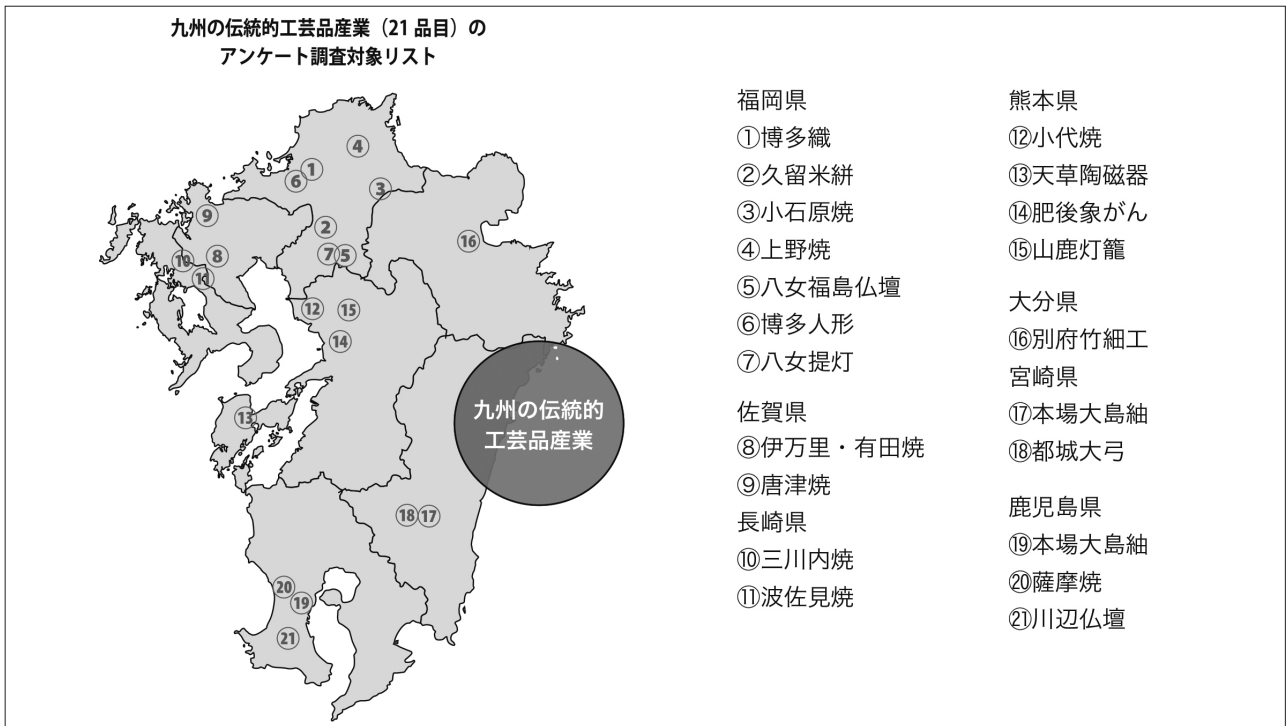 九州の伝統的工芸品産業（21 品目）の
アンケート調査対象リスト
④
①
⑥
③
⑨
②
⑯
⑧
⑦⑤
⑩
⑪
⑫
⑮
⑭
九州の伝統的
工芸品産業
⑬
⑱⑰
⑳
⑲
㉑
福岡県
①博多織
②久留米絣
③小石原焼
④上野焼
⑤八女福島仏壇
⑥博多人形
⑦八女提灯
佐賀県
⑧伊万里・有田焼
⑨唐津焼
長崎県
⑩三川内焼
⑪波佐見焼
熊本県
⑫小代焼
⑬天草陶磁器
⑭肥後象がん
⑮山鹿灯籠
大分県
⑯別府竹細工
宮崎県
⑰本場大島紬
⑱都城大弓
鹿児島県
⑲本場大島紬
⑳薩摩焼
㉑川辺仏壇